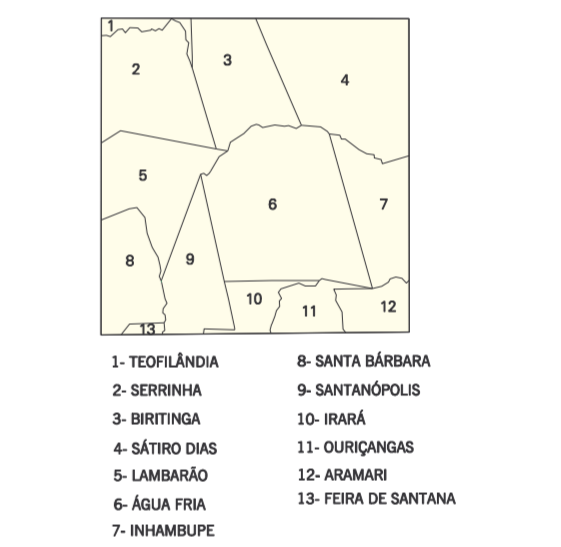 1
2
3
4
5
6
7
8
9
10
11
12
13
1- TEOFILÂNDIA
2- SERRINHA
3- BIRITINGA
4- SÁTIRO DIAS
5- LAMBARÃO
6- ÁGUA FRIA
7- INHAMBUPE
8- SANTA BÁRBARA
9- SANTANÓPOLIS
10- IRARÁ
11- OURIÇANGAS
12- ARAMARI
13- FEIRA DE SANTANA